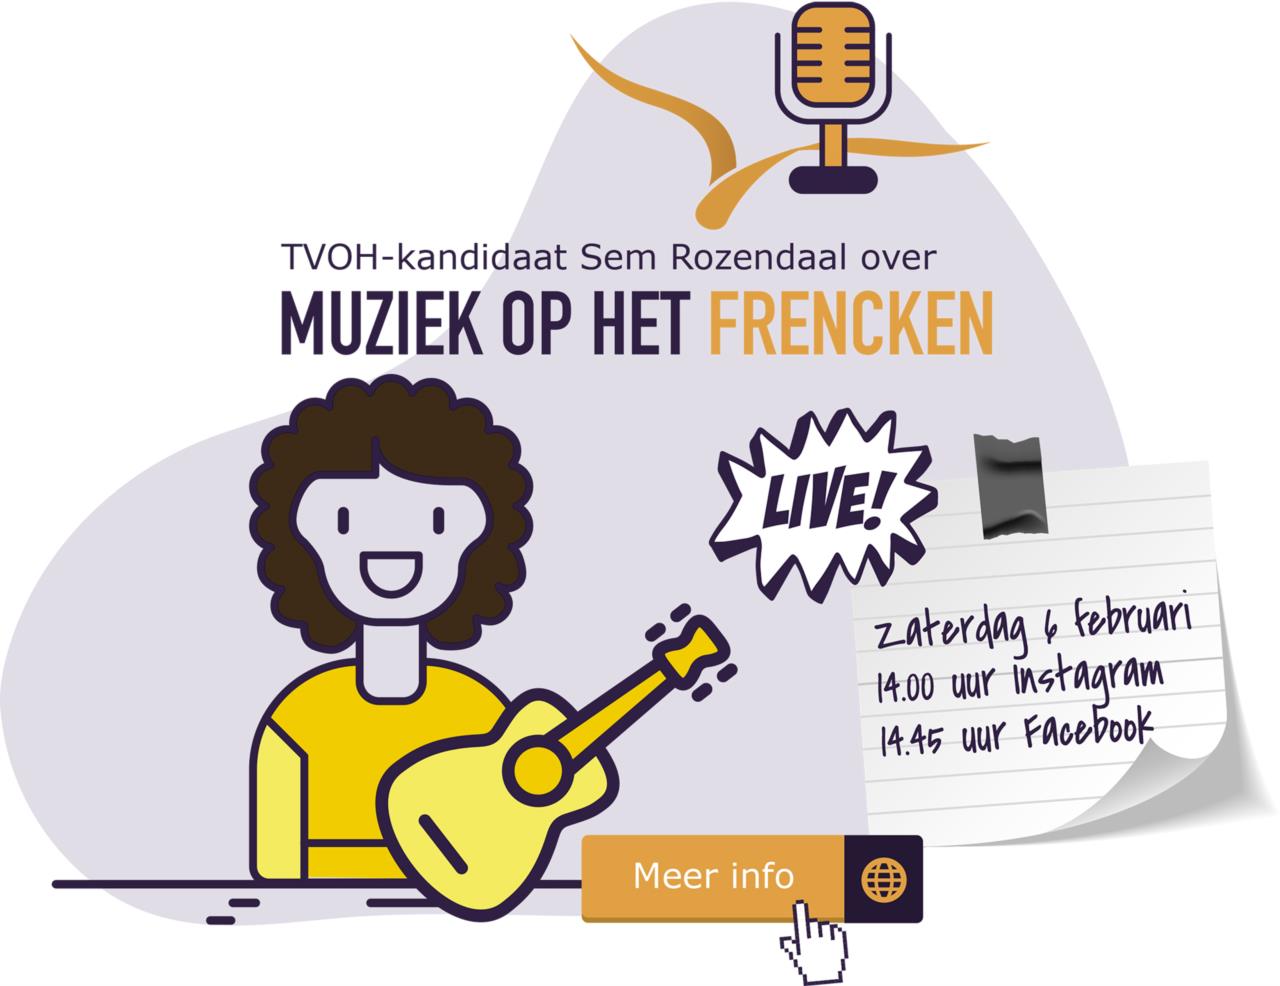 TVOH-kandidaat Sem Rozendaal over
MUZIEK OP HET FRENCKEN
LIVE!
zaterdag 6 februari
14.00 uur Instagram
14.45 uur Facebook
Meer info